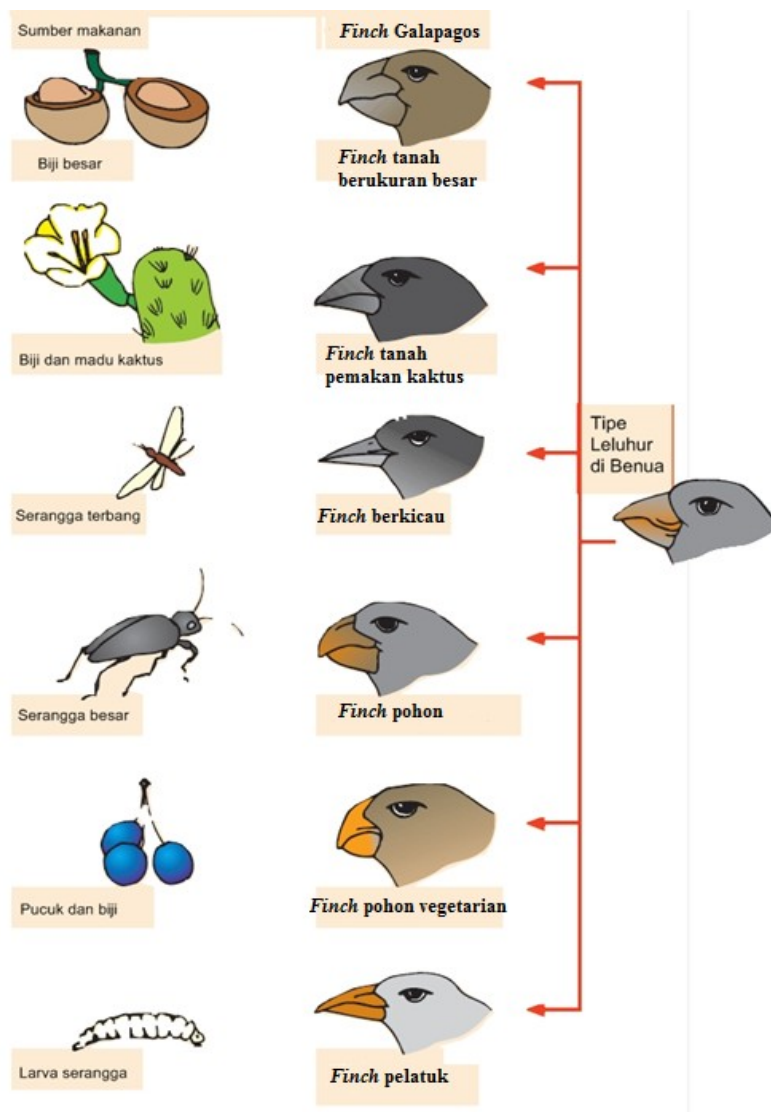 Sumber makanan
Finch Galapagos
Biji besar
Finch tanah
berukuran besar
Biji dan madu kaktus
Finch tanah
pemakan kaktus
Tipe
Leluhur
di Benua
Serangga terbang
Finch berkicau
Serangga besar
Finch pohon
Pucuk dan biji
Finch pohon vegetarian
Larva serangga
Finch pelatuk